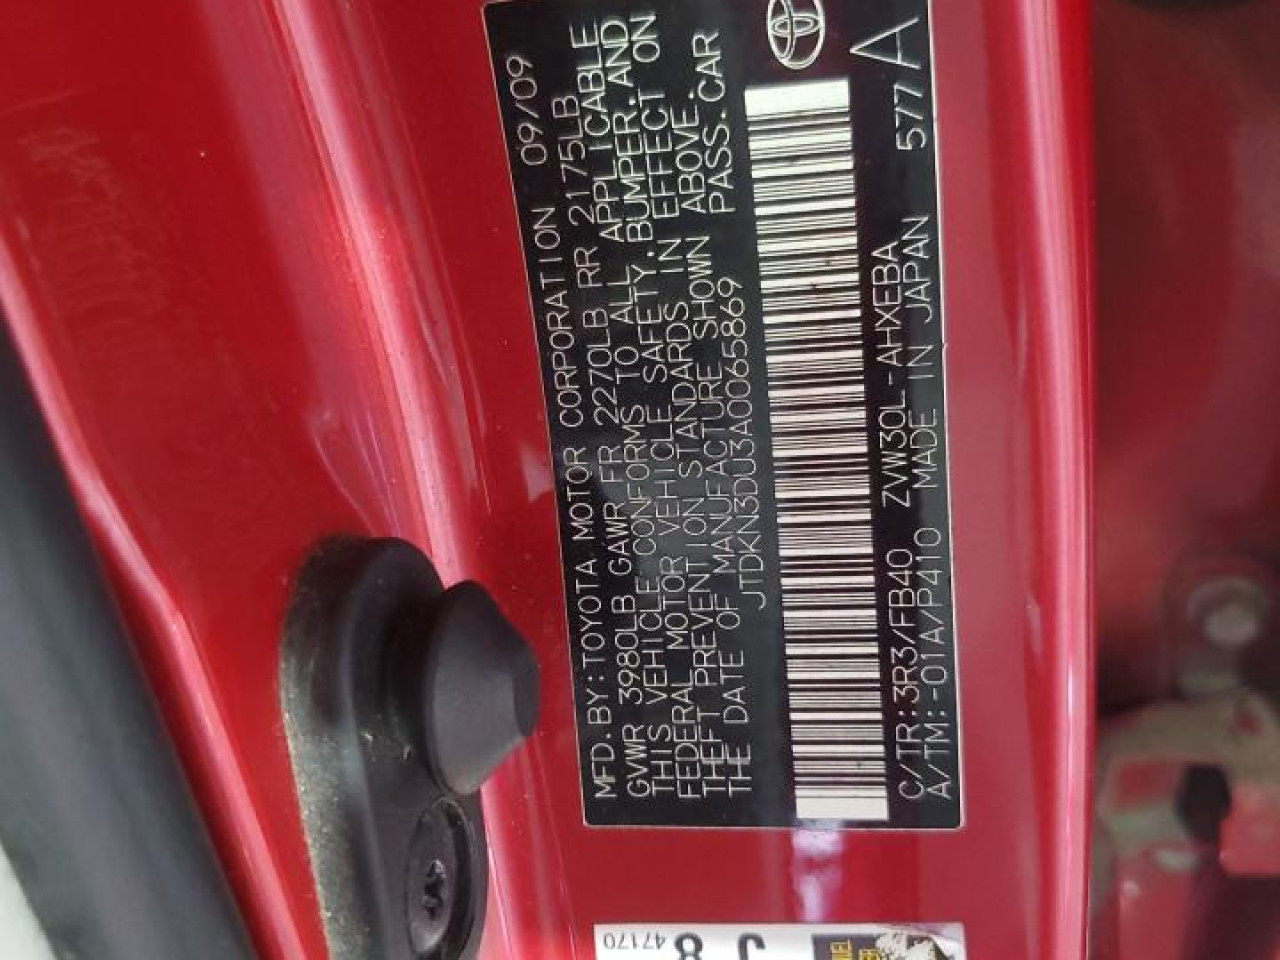 MFD.BY:TOYOTA MOTOR CORPORATION 09/09
GVWR 3980LB GAWR FR 2270LB RR 2175LB
THIS VEHICLE CONFORMS TO ALL APPLICABLE
FEDERAL MOTOR VEHICLE SAFETY,BUMPER,AND
THEFT PREVENTION STANDARDS IN EFFECT ON
THE DATE OF MANUFACTURE SHOWN ABOVE.
JTDKN3DU3A0065869 PASS.CAR
C/TR:3R3/FB40 ZVW30L-AHXEBA 577 A
A/TM:-01A/P410 MADE IN JAPAN
47170
8